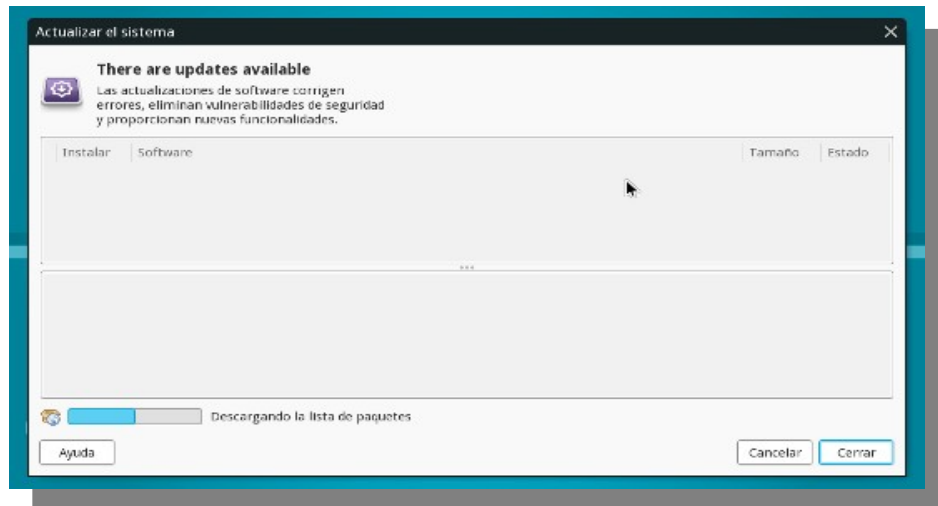 Actualizar el sistema
There are updates available
Las actualizaciones de software corrigen
errores, eliminan vulnerabilidades de seguridad
y proporcionan nuevas funcionalidades.
Instalar Software Tamaño Estado
Descargando la lista de paquetes
Ayuda Cancelar Cerrar